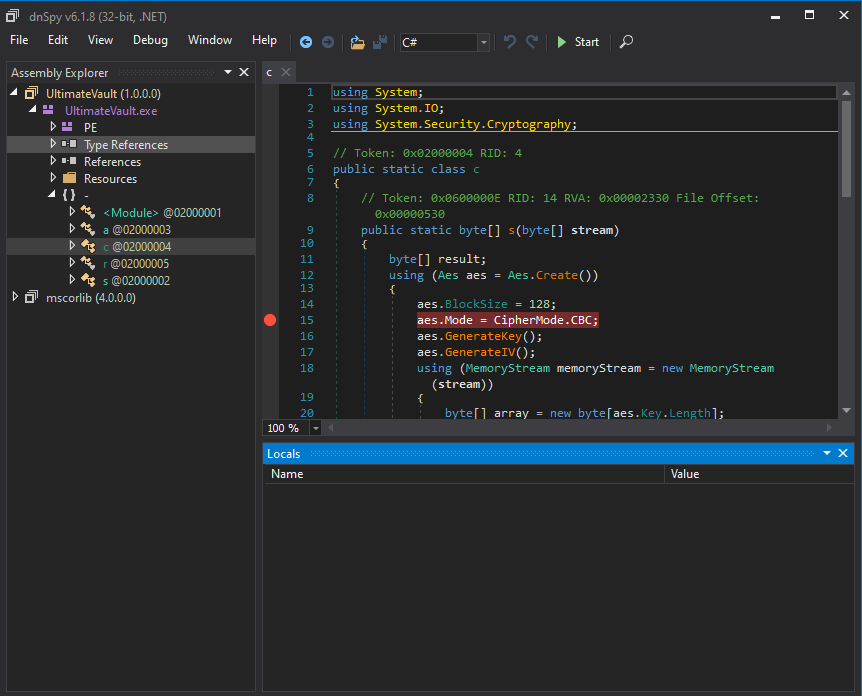 dnSpy v6.1.8 (32-bit, .NET)
File Edit View Debug Window Help C# Start
Assembly Explorer
UltimateVault (1.0.0.0)
UltimateVault.exe
PE
Type References
References
Resources
{ } -
<Module> @02000001
a @02000003
c @02000004
r @02000005
s @02000002
mscorlib (4.0.0.0)
c
1 using System;
2 using System.IO;
3 using System.Security.Cryptography;
4
5 // Token: 0x02000004 RID: 4
6 public static class c
7 {
8 // Token: 0x0600000E RID: 14 RVA: 0x00002330 File Offset:
0x00000530
9 public static byte[] s(byte[] stream)
10 {
11 byte[] result;
12 using (Aes aes = Aes.Create())
13 {
14 aes.BlockSize = 128;
15 aes.Mode = CipherMode.CBC;
16 aes.GenerateKey();
17 aes.GenerateIV();
18 using (MemoryStream memoryStream = new MemoryStream
(stream))
19 {
20 byte[] array = new byte[aes.Key.Length];
100 %
Locals
Name Value